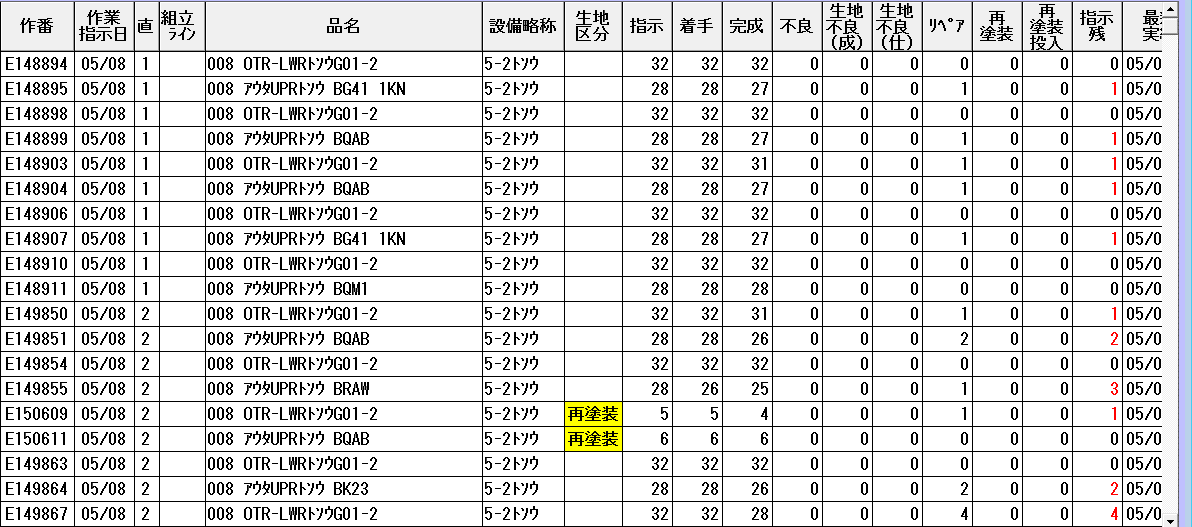 作番 作業指示日 直 組立ライン 品名 設備略称 生地区分 指示 着手 完成 不良 生地不良(成) 生地不良(仕) ﾘﾍﾟｱ 再塗装 再塗装投入 指示残
E148894 05/08 1 008 OTR-LWRﾄｿｳG01-2 5-2ﾄｿｳ 32 32 32 0 0 0 0 0 0 0 05/0
E148895 05/08 1 008 ｱｳﾀUPRﾄｿｳ BG41 1KN 5-2ﾄｿｳ 28 28 27 0 0 0 1 0 0 1 05/0
E148898 05/08 1 008 OTR-LWRﾄｿｳG01-2 5-2ﾄｿｳ 32 32 32 0 0 0 0 0 0 0 05/0
E148899 05/08 1 008 ｱｳﾀUPRﾄｿｳ BQAB 5-2ﾄｿｳ 28 28 27 0 0 0 1 0 0 1 05/0
E148903 05/08 1 008 OTR-LWRﾄｿｳG01-2 5-2ﾄｿｳ 32 32 31 0 0 0 1 0 0 1 05/0
E148904 05/08 1 008 ｱｳﾀUPRﾄｿｳ BQAB 5-2ﾄｿｳ 28 28 27 0 0 0 1 0 0 1 05/0
E148906 05/08 1 008 OTR-LWRﾄｿｳG01-2 5-2ﾄｿｳ 32 32 32 0 0 0 0 0 0 0 05/0
E148907 05/08 1 008 ｱｳﾀUPRﾄｿｳ BG41 1KN 5-2ﾄｿｳ 28 28 27 0 0 0 1 0 0 1 05/0
E148910 05/08 1 008 OTR-LWRﾄｿｳG01-2 5-2ﾄｿｳ 32 32 32 0 0 0 0 0 0 0 05/0
E148911 05/08 1 008 ｱｳﾀUPRﾄｿｳ BQM1 5-2ﾄｿｳ 28 28 28 0 0 0 0 0 0 0 05/0
E149850 05/08 2 008 OTR-LWRﾄｿｳG01-2 5-2ﾄｿｳ 32 32 31 0 0 0 1 0 0 1 05/0
E149851 05/08 2 008 ｱｳﾀUPRﾄｿｳ BQAB 5-2ﾄｿｳ 28 28 26 0 0 0 2 0 0 2 05/0
E149854 05/08 2 008 OTR-LWRﾄｿｳG01-2 5-2ﾄｿｳ 32 32 32 0 0 0 0 0 0 0 05/0
E149855 05/08 2 008 ｱｳﾀUPRﾄｿｳ BRAW 5-2ﾄｿｳ 28 26 25 0 0 0 1 0 0 3 05/0
E150609 05/08 2 008 OTR-LWRﾄｿｳG01-2 5-2ﾄｿｳ 再塗装 5 5 4 0 0 0 1 0 0 1 05/0
E150611 05/08 2 008 ｱｳﾀUPRﾄｿｳ BQAB 5-2ﾄｿｳ 再塗装 6 6 6 0 0 0 0 0 0 0 05/0
E149863 05/08 2 008 OTR-LWRﾄｿｳG01-2 5-2ﾄｿｳ 32 32 32 0 0 0 0 0 0 0 05/0
E149864 05/08 2 008 ｱｳﾀUPRﾄｿｳ BK23 5-2ﾄｿｳ 28 28 26 0 0 0 2 0 0 2 05/0
E149867 05/08 2 008 OTR-LWRﾄｿｳG01-2 5-2ﾄｿｳ 32 32 28 0 0 0 4 0 0 4 05/0